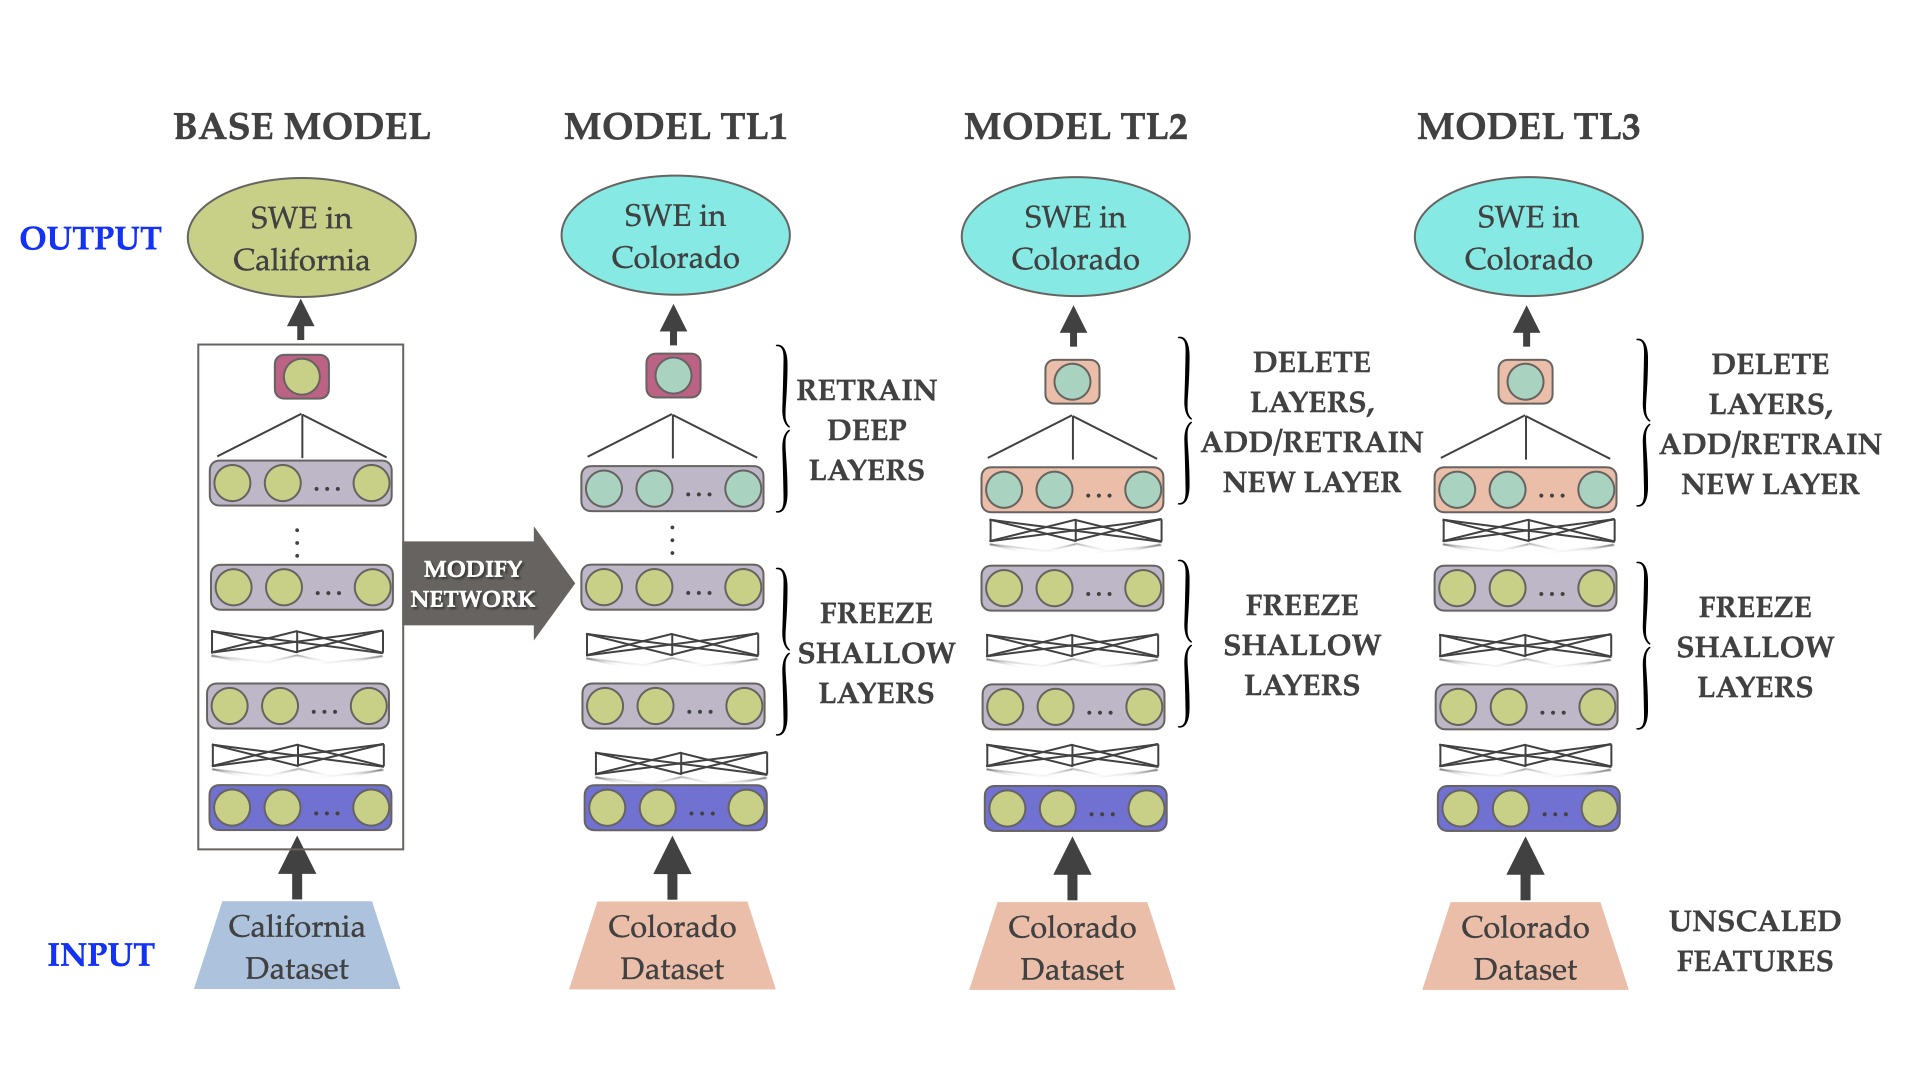 BASE MODEL
MODEL TL1
MODEL TL2
MODEL TL3
OUTPUT
SWE in
California
SWE in
Colorado
SWE in
Colorado
SWE in
Colorado
RETRAIN
DEEP
LAYERS
DELETE
LAYERS,
ADD/RETRAIN
NEW LAYER
DELETE
LAYERS,
ADD/RETRAIN
NEW LAYER
...
...
...
...
MODIFY
NETWORK
...
...
...
...
FREEZE
SHALLOW
LAYERS
FREEZE
SHALLOW
LAYERS
FREEZE
SHALLOW
LAYERS
...
...
...
...
...
...
...
...
INPUT
California
Dataset
Colorado
Dataset
Colorado
Dataset
Colorado
Dataset
UNSCALED
FEATURES